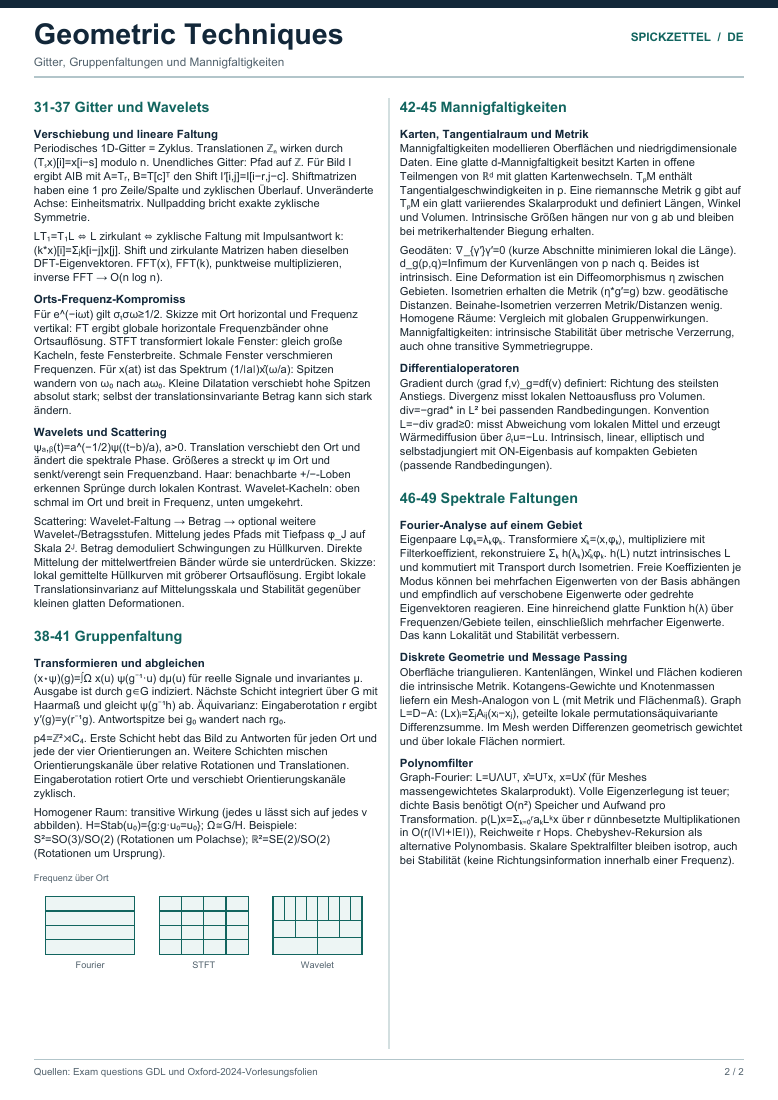 Geometric Techniques
SPICKZETTEL / DE
Gitter, Gruppenfaltungen und Mannigfaltigkeiten
31-37 Gitter und Wavelets
Verschiebung und lineare Faltung
Periodisches 1D-Gitter = Zyklus. Translationen ℤₙ wirken durch
(Tₛx)[i]=x[i−s] modulo n. Unendliches Gitter: Pfad auf ℤ. Für Bild I
ergibt AIB mit A=Tᵣ, B=T[c]ᵀ den Shift I′[i,j]=I[i−r,j−c]. Shiftmatrizen
haben eine 1 pro Zeile/Spalte und zyklischen Überlauf. Unveränderte
Achse: Einheitsmatrix. Nullpadding bricht exakte zyklische
Symmetrie.
LT₁=T₁L ⇔ L zirkulant ⇔ zyklische Faltung mit Impulsantwort k:
(k*x)[i]=Σⱼk[i−j]x[j]. Shift und zirkulante Matrizen haben dieselben
DFT-Eigenvektoren. FFT(x), FFT(k), punktweise multiplizieren,
inverse FFT → O(n log n).
Orts-Frequenz-Kompromiss
Für e^(−iωt) gilt σₜσω≥1/2. Skizze mit Ort horizontal und Frequenz
vertikal: FT ergibt globale horizontale Frequenzbänder ohne
Ortsauflösung. STFT transformiert lokale Fenster: gleich große
Kacheln, feste Fensterbreite. Schmale Fenster verschmieren
Frequenzen. Für x(at) ist das Spektrum (1/|a|)x̂(ω/a): Spitzen
wandern von ω₀ nach aω₀. Kleine Dilatation verschiebt hohe Spitzen
absolut stark; selbst der translationsinvariante Betrag kann sich stark
ändern.
Wavelets und Scattering
ψₐ,ᵦ(t)=a^(−1/2)ψ((t−b)/a), a>0. Translation verschiebt den Ort und
ändert die spektrale Phase. Größeres a streckt ψ im Ort und
senkt/verengt sein Frequenzband. Haar: benachbarte +/−-Loben
erkennen Sprünge durch lokalen Kontrast. Wavelet-Kacheln: oben
schmal im Ort und breit in Frequenz, unten umgekehrt.
Scattering: Wavelet-Faltung → Betrag → optional weitere
Wavelet-/Betragsstufen. Mittelung jedes Pfads mit Tiefpass φ_J auf
Skala 2ᴶ. Betrag demoduliert Schwingungen zu Hüllkurven. Direkte
Mittelung der mittelwertfreien Bänder würde sie unterdrücken. Skizze:
lokal gemittelte Hüllkurven mit gröberer Ortsauflösung. Ergibt lokale
Translationsinvarianz auf Mittelungsskala und Stabilität gegenüber
kleinen glatten Deformationen.
38-41 Gruppenfaltung
Transformieren und abgleichen
(x⋆ψ)(g)=∫Ω x(u) ψ(g⁻¹·u) dμ(u) für reelle Signale und invariantes μ.
Ausgabe ist durch g∈G indiziert. Nächste Schicht integriert über G mit
Haarmaß und gleicht ψ(g⁻¹h) ab. Äquivarianz: Eingaberotation r ergibt
y′(g)=y(r⁻¹g). Antwortspitze bei g₀ wandert nach rg₀.
p4=ℤ²⋊C₄. Erste Schicht hebt das Bild zu Antworten für jeden Ort und
jede der vier Orientierungen an. Weitere Schichten mischen
Orientierungskanäle über relative Rotationen und Translationen.
Eingaberotation rotiert Orte und verschiebt Orientierungskanäle
zyklisch.
Homogener Raum: transitive Wirkung (jedes u lässt sich auf jedes v
abbilden). H=Stab(u₀)={g:g·u₀=u₀}; Ω≅G/H. Beispiele:
S²=SO(3)/SO(2) (Rotationen um Polachse); ℝ²=SE(2)/SO(2)
(Rotationen um Ursprung).
Frequenz über Ort
Fourier
STFT
Wavelet
42-45 Mannigfaltigkeiten
Karten, Tangentialraum und Metrik
Mannigfaltigkeiten modellieren Oberflächen und niedrigdimensionale
Daten. Eine glatte d-Mannigfaltigkeit besitzt Karten in offene
Teilmengen von ℝᵈ mit glatten Kartenwechseln. TₚM enthält
Tangentialgeschwindigkeiten in p. Eine riemannsche Metrik g gibt auf
TₚM ein glatt variierendes Skalarprodukt und definiert Längen, Winkel
und Volumen. Intrinsische Größen hängen nur von g ab und bleiben
bei metrikerhaltender Biegung erhalten.
Geodäten: ∇_{γ′}γ′=0 (kurze Abschnitte minimieren lokal die Länge).
d_g(p,q)=Infimum der Kurvenlängen von p nach q. Beides ist
intrinsisch. Eine Deformation ist ein Diffeomorphismus η zwischen
Gebieten. Isometrien erhalten die Metrik (η*g′=g) bzw. geodätische
Distanzen. Beinahe-Isometrien verzerren Metrik/Distanzen wenig.
Homogene Räume: Vergleich mit globalen Gruppenwirkungen.
Mannigfaltigkeiten: intrinsische Stabilität über metrische Verzerrung,
auch ohne transitive Symmetriegruppe.
Differentialoperatoren
Gradient durch ⟨grad f,v⟩_g=df(v) definiert: Richtung des steilsten
Anstiegs. Divergenz misst lokalen Nettoausfluss pro Volumen.
div=−grad* in L² bei passenden Randbedingungen. Konvention
L=−div grad≥0: misst Abweichung vom lokalen Mittel und erzeugt
Wärmediffusion über ∂ₜu=−Lu. Intrinsisch, linear, elliptisch und
selbstadjungiert mit ON-Eigenbasis auf kompakten Gebieten
(passende Randbedingungen).
46-49 Spektrale Faltungen
Fourier-Analyse auf einem Gebiet
Eigenpaare Lφₖ=λₖφₖ. Transformiere x̂ₖ=⟨x,φₖ⟩, multipliziere mit
Filterkoeffizient, rekonstruiere Σₖ h(λₖ)x̂ₖφₖ. h(L) nutzt intrinsisches L
und kommutiert mit Transport durch Isometrien. Freie Koeffizienten je
Modus können bei mehrfachen Eigenwerten von der Basis abhängen
und empfindlich auf verschobene Eigenwerte oder gedrehte
Eigenvektoren reagieren. Eine hinreichend glatte Funktion h(λ) über
Frequenzen/Gebiete teilen, einschließlich mehrfacher Eigenwerte.
Das kann Lokalität und Stabilität verbessern.
Diskrete Geometrie und Message Passing
Oberfläche triangulieren. Kantenlängen, Winkel und Flächen kodieren
die intrinsische Metrik. Kotangens-Gewichte und Knotenmassen
liefern ein Mesh-Analogon von L (mit Metrik und Flächenmaß). Graph
L=D−A: (Lx)ᵢ=ΣⱼAᵢⱼ(xᵢ−xⱼ), geteilte lokale permutationsäquivariante
Differenzsumme. Im Mesh werden Differenzen geometrisch gewichtet
und über lokale Flächen normiert.
Polynomfilter
Graph-Fourier: L=UΛUᵀ, x̂=Uᵀx, x=Ux̂ (für Meshes
massengewichtetes Skalarprodukt). Volle Eigenzerlegung ist teuer;
dichte Basis benötigt O(n²) Speicher und Aufwand pro
Transformation. p(L)x=Σₖ₌₀ʳaₖLᵏx über r dünnbesetzte Multiplikationen
in O(r(|V|+|E|)), Reichweite r Hops. Chebyshev-Rekursion als
alternative Polynombasis. Skalare Spektralfilter bleiben isotrop, auch
bei Stabilität (keine Richtungsinformation innerhalb einer Frequenz).
Quellen: Exam questions GDL und Oxford-2024-Vorlesungsfolien
2 / 2